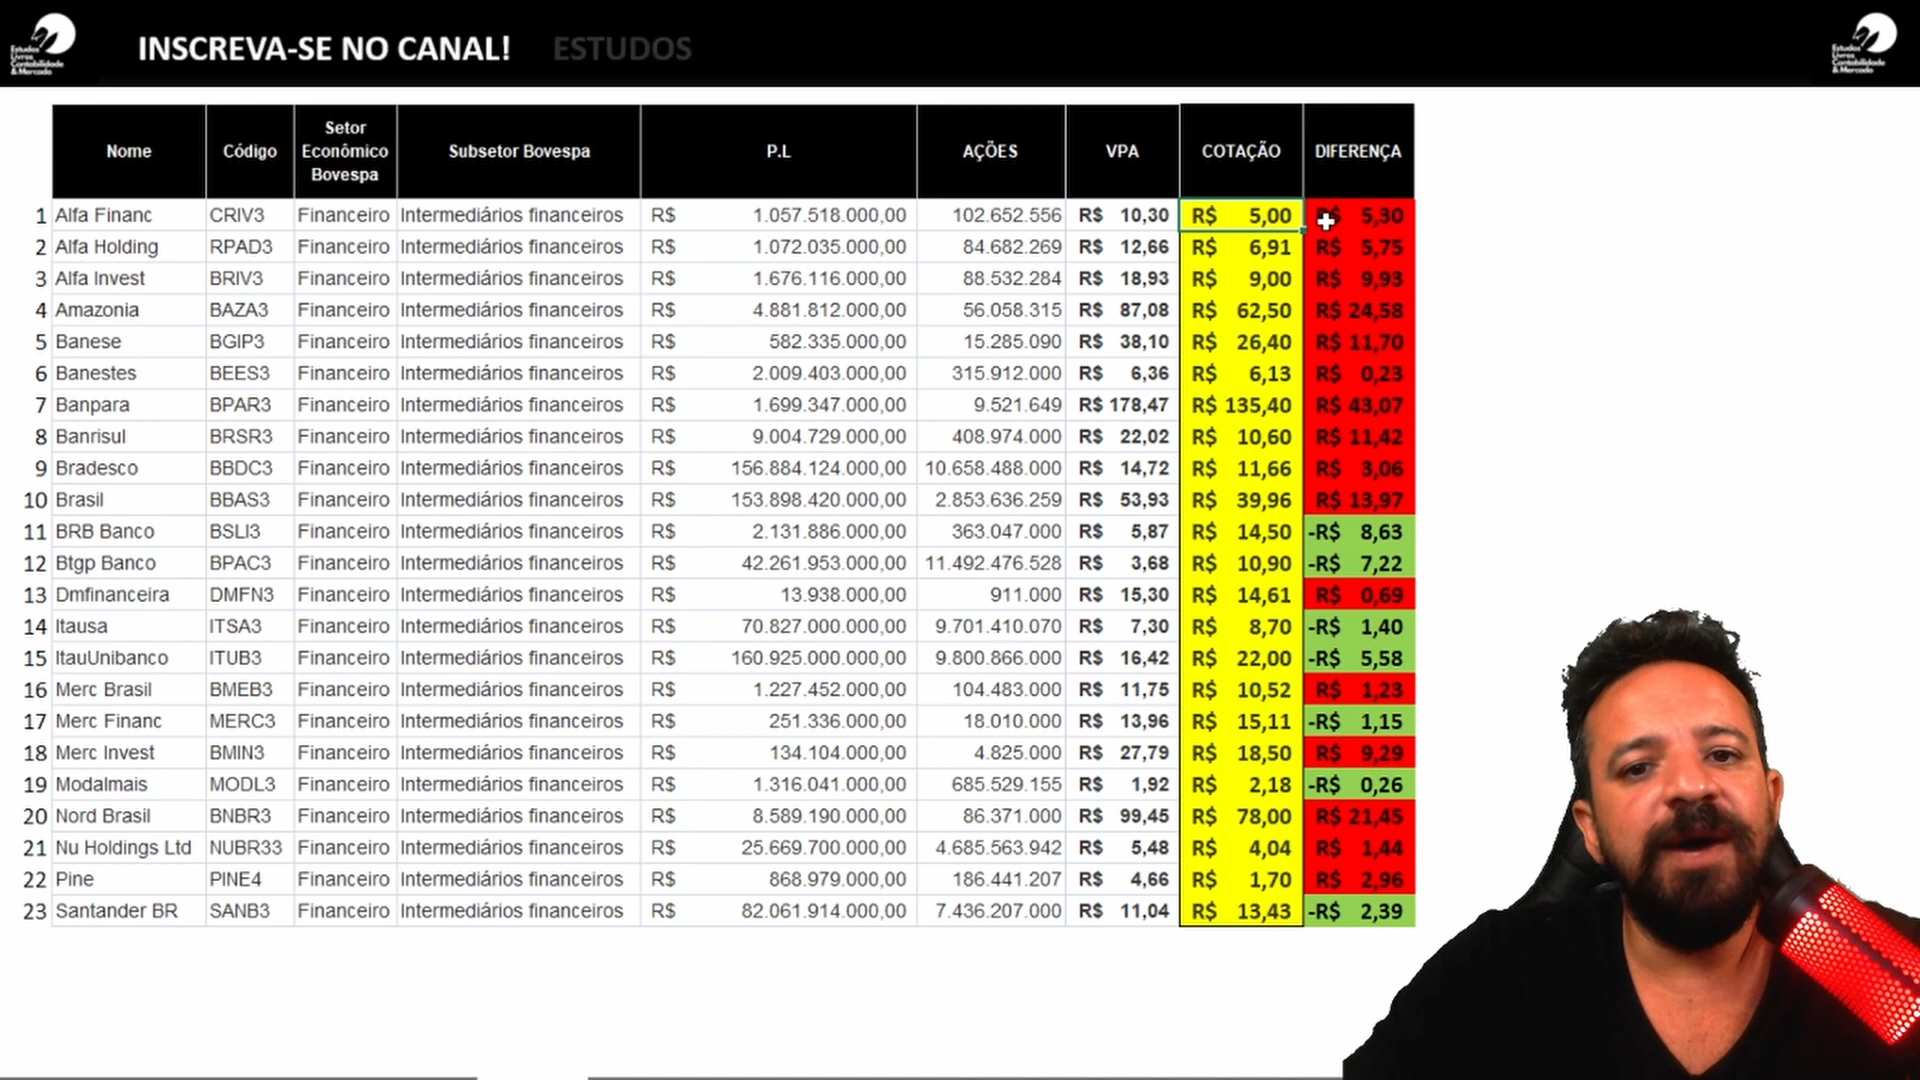 Estudos
Livres
Contabilidade
& Mercado
INSCREVA-SE NO CANAL!
ESTUDOS
Estudos
Livres
Contabilidade
& Mercado
Nome Código Setor Econômico Bovespa Subsetor Bovespa P.L AÇÕES VPA COTAÇÃO DIFERENÇA
1 Alfa Financ CRIV3 Financeiro Intermediários financeiros R$ 1.057.518.000,00 102.652.556 R$ 10,30 R$ 5,00 R$ 5,30
2 Alfa Holding RPAD3 Financeiro Intermediários financeiros R$ 1.072.035.000,00 84.682.269 R$ 12,66 R$ 6,91 R$ 5,75
3 Alfa Invest BRIV3 Financeiro Intermediários financeiros R$ 1.676.116.000,00 88.532.284 R$ 18,93 R$ 9,00 R$ 9,93
4 Amazonia BAZA3 Financeiro Intermediários financeiros R$ 4.881.812.000,00 56.058.315 R$ 87,08 R$ 62,50 R$ 24,58
5 Banese BGIP3 Financeiro Intermediários financeiros R$ 582.335.000,00 15.285.090 R$ 38,10 R$ 26,40 R$ 11,70
6 Banestes BEES3 Financeiro Intermediários financeiros R$ 2.009.403.000,00 315.912.000 R$ 6,36 R$ 6,13 R$ 0,23
7 Banpara BPAR3 Financeiro Intermediários financeiros R$ 1.699.347.000,00 9.521.649 R$ 178,47 R$ 135,40 R$ 43,07
8 Banrisul BRSR3 Financeiro Intermediários financeiros R$ 9.004.729.000,00 408.974.000 R$ 22,02 R$ 10,60 R$ 11,42
9 Bradesco BBDC3 Financeiro Intermediários financeiros R$ 156.884.124.000,00 10.658.488.000 R$ 14,72 R$ 11,66 R$ 3,06
10 Brasil BBAS3 Financeiro Intermediários financeiros R$ 153.898.420.000,00 2.853.636.259 R$ 53,93 R$ 39,96 R$ 13,97
11 BRB Banco BSLI3 Financeiro Intermediários financeiros R$ 2.131.886.000,00 363.047.000 R$ 5,87 R$ 14,50 -R$ 8,63
12 Btgp Banco BPAC3 Financeiro Intermediários financeiros R$ 42.261.953.000,00 11.492.476.528 R$ 3,68 R$ 10,90 -R$ 7,22
13 Dmfinanceira DMFN3 Financeiro Intermediários financeiros R$ 13.938.000,00 911.000 R$ 15,30 R$ 14,61 R$ 0,69
14 Itausa ITSA3 Financeiro Intermediários financeiros R$ 70.827.000.000,00 9.701.410.070 R$ 7,30 R$ 8,70 -R$ 1,40
15 ItauUnibanco ITUB3 Financeiro Intermediários financeiros R$ 160.925.000.000,00 9.800.866.000 R$ 16,42 R$ 22,00 -R$ 5,58
16 Merc Brasil BMEB3 Financeiro Intermediários financeiros R$ 1.227.452.000,00 104.483.000 R$ 11,75 R$ 10,52 R$ 1,23
17 Merc Financ MERC3 Financeiro Intermediários financeiros R$ 251.336.000,00 18.010.000 R$ 13,96 R$ 15,11 -R$ 1,15
18 Merc Invest BMIN3 Financeiro Intermediários financeiros R$ 134.104.000,00 4.825.000 R$ 27,79 R$ 18,50 R$ 9,29
19 Modalmais MODL3 Financeiro Intermediários financeiros R$ 1.316.041.000,00 685.529.155 R$ 1,92 R$ 2,18 -R$ 0,26
20 Nord Brasil BNBR3 Financeiro Intermediários financeiros R$ 8.589.190.000,00 86.371.000 R$ 99,45 R$ 78,00 R$ 21,45
21 Nu Holdings Ltd NUBR33 Financeiro Intermediários financeiros R$ 25.669.700.000,00 4.685.563.942 R$ 5,48 R$ 4,04 R$ 1,44
22 Pine PINE4 Financeiro Intermediários financeiros R$ 868.979.000,00 186.441.207 R$ 4,66 R$ 1,70 R$ 2,96
23 Santander BR SANB3 Financeiro Intermediários financeiros R$ 82.061.914.000,00 7.436.207.000 R$ 11,04 R$ 13,43 -R$ 2,39